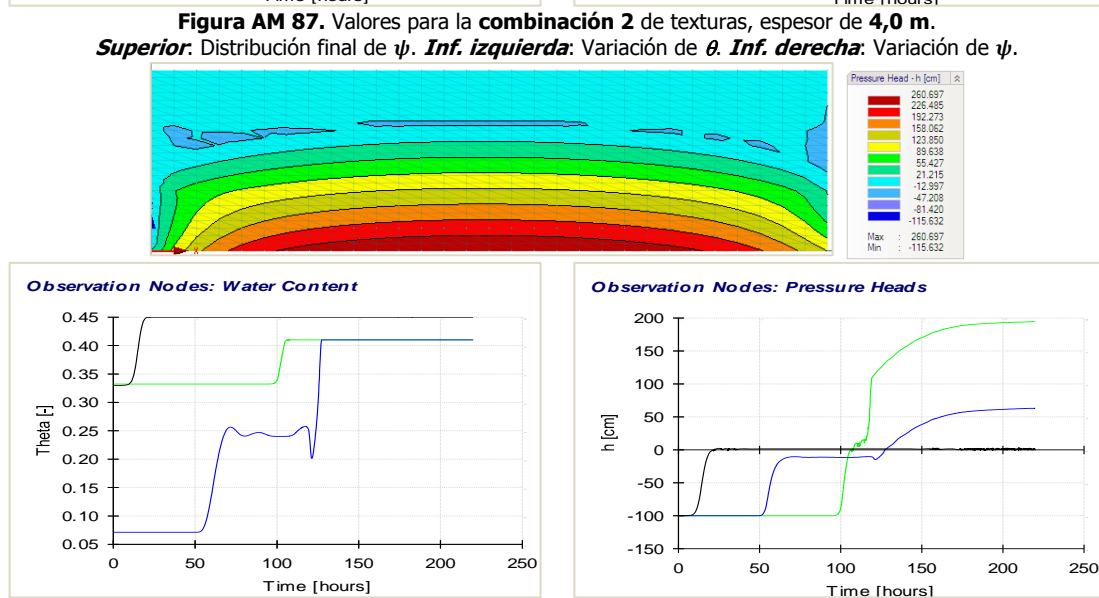 Time [hours]
Time [hours]
Figura AM 87. Valores para la combinación 2 de texturas, espesor de 4,0 m.
Superior: Distribución final de ψ. Inf. izquierda: Variación de θ. Inf. derecha: Variación de ψ.
Pressure Head - h [cm]
260.697
226.485
192.273
158.062
123.850
89.638
55.427
21.215
-12.997
-47.208
-81.420
-115.632
Max : 260.697
Min : -115.632
x
Observation Nodes: Water Content
Theta [-]
0.45
0.40
0.35
0.30
0.25
0.20
0.15
0.10
0.05
0 50 100 150 200 250
Time [hours]
Observation Nodes: Pressure Heads
h [cm]
200
150
100
50
0
-50
-100
-150
0 50 100 150 200 250
Time [hours]